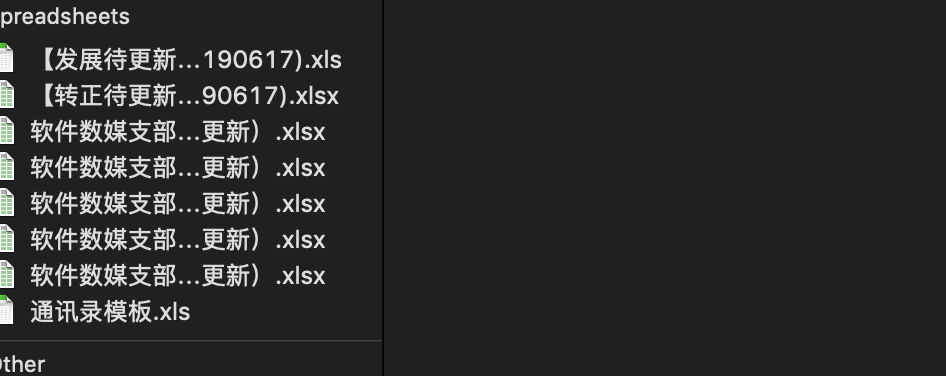 preadsheets
【发展待更新...190617).xls
【转正待更新...90617).xlsx
软件数媒支部...更新）.xlsx
软件数媒支部...更新）.xlsx
软件数媒支部...更新）.xlsx
软件数媒支部...更新）.xlsx
软件数媒支部...更新）.xlsx
通讯录模板.xls
Other